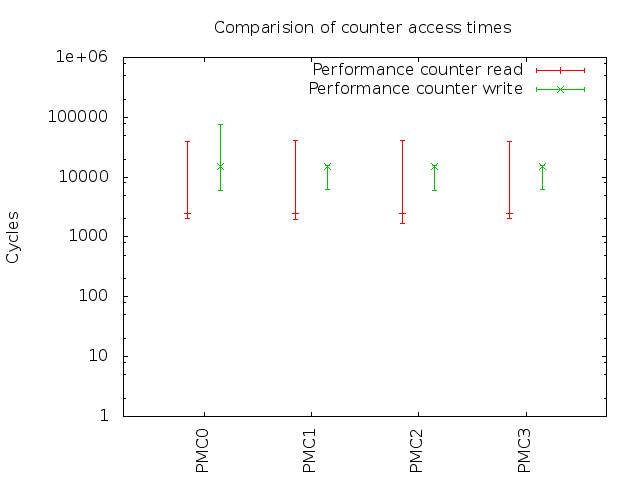 Comparision of counter access times
1e+06
Performance counter read
Performance counter write
100000
10000
1000
100
10
1
Cycles
PMC0
PMC1
PMC2
PMC3